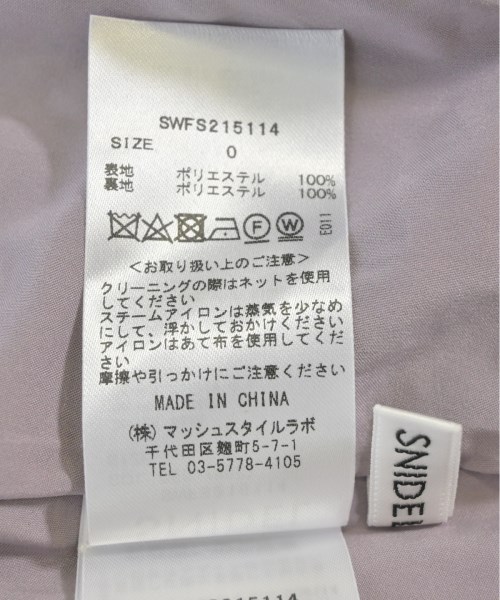 SWFS215114
SIZE 0
表地 ポリエステル 100%
裏地 ポリエステル 100%
F W E011
<お取り扱い上のご注意>
クリーニングの際はネットを使用
してください
スチームアイロンは蒸気を少なめ
にして、浮かしておかけください
アイロンはあて布を使用してくだ
さい
摩擦や引っかけにご注意ください
MADE IN CHINA
(株)マッシュスタイルラボ
千代田区麹町5-7-1
TEL 03-5778-4105
SNIDE
215114